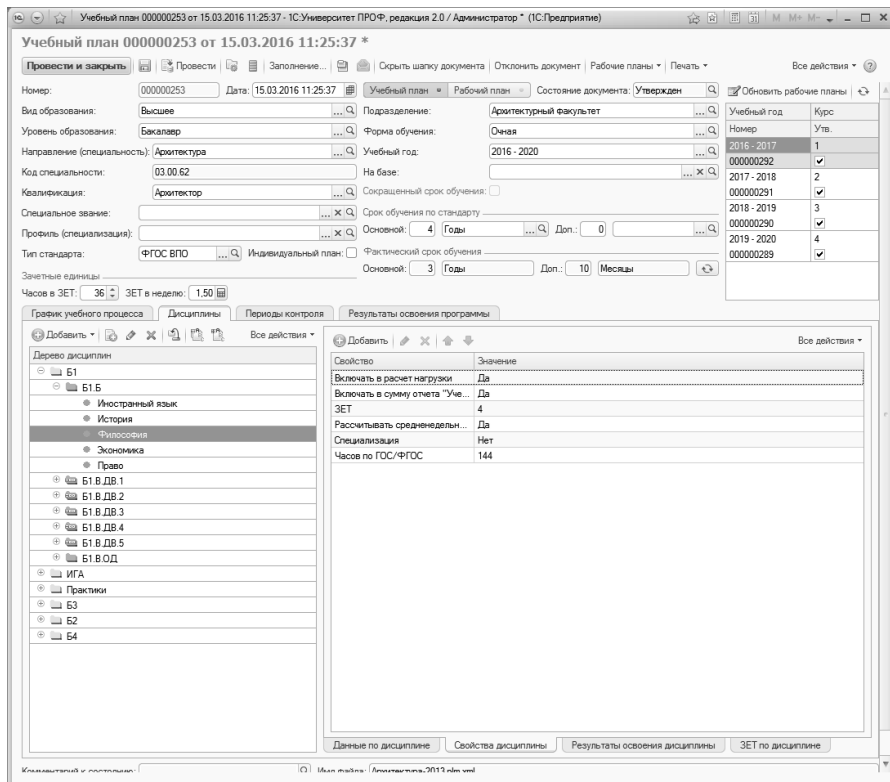 Учебный план 000000253 от 15.03.2016 11:25:37 - 1С:Университет ПРОФ, редакция 2.0 / Администратор * (1С:Предприятие) M M+ M-
Учебный план 000000253 от 15.03.2016 11:25:37 *
Провести и закрыть Провести Заполнение... Скрыть шапку документа Отклонить документ Рабочие планы Печать Все действия
Номер: 000000253 Дата: 15.03.2016 11:25:37 Учебный план Рабочий план Состояние документа: Утвержден Обновить рабочие планы
Вид образования: Высшее Подразделение: Архитектурный факультет Учебный год Курс
Уровень образования: Бакалавр Форма обучения: Очная Номер Утв.
Направление (специальность): Архитектура Учебный год: 2016 - 2020 2016 - 2017 1
000000292
Код специальности: 03.00.62 На базе: 2017 - 2018 2
Квалификация: Архитектор Сокращенный срок обучения: 000000291
Специальное звание: Срок обучения по стандарту 2018 - 2019 3
Профиль (специализация): Основной: 4 Годы Доп.: 0 000000290
2019 - 2020 4
Тип стандарта: ФГОС ВПО Индивидуальный план: Фактический срок обучения 000000289
Зачетные единицы Основной: 3 Годы Доп.: 10 Месяцы
Часов в ЗЕТ: 36 ЗЕТ в неделю: 1,50
График учебного процесса Дисциплины Периоды контроля Результаты освоения программы
Добавить Все действия Добавить Все действия
Дерево дисциплин Свойство Значение
Б1 Включать в расчет нагрузки Да
Б1.Б Включать в сумму отчета "Уче... Да
Иностранный язык ЗЕТ 4
История Рассчитывать средненедельн... Да
Философия Специализация Нет
Экономика Часов по ГОС/ФГОС 144
Право
Б1.В.ДВ.1
Б1.В.ДВ.2
Б1.В.ДВ.3
Б1.В.ДВ.4
Б1.В.ДВ.5
Б1.В.ОД
ИГА
Практики
Б3
Б2
Б4
Данные по дисциплине Свойства дисциплины Результаты освоения дисциплины ЗЕТ по дисциплине
Комментарий к состоянию: Имя файла: Архитектура-2013.plm.xml